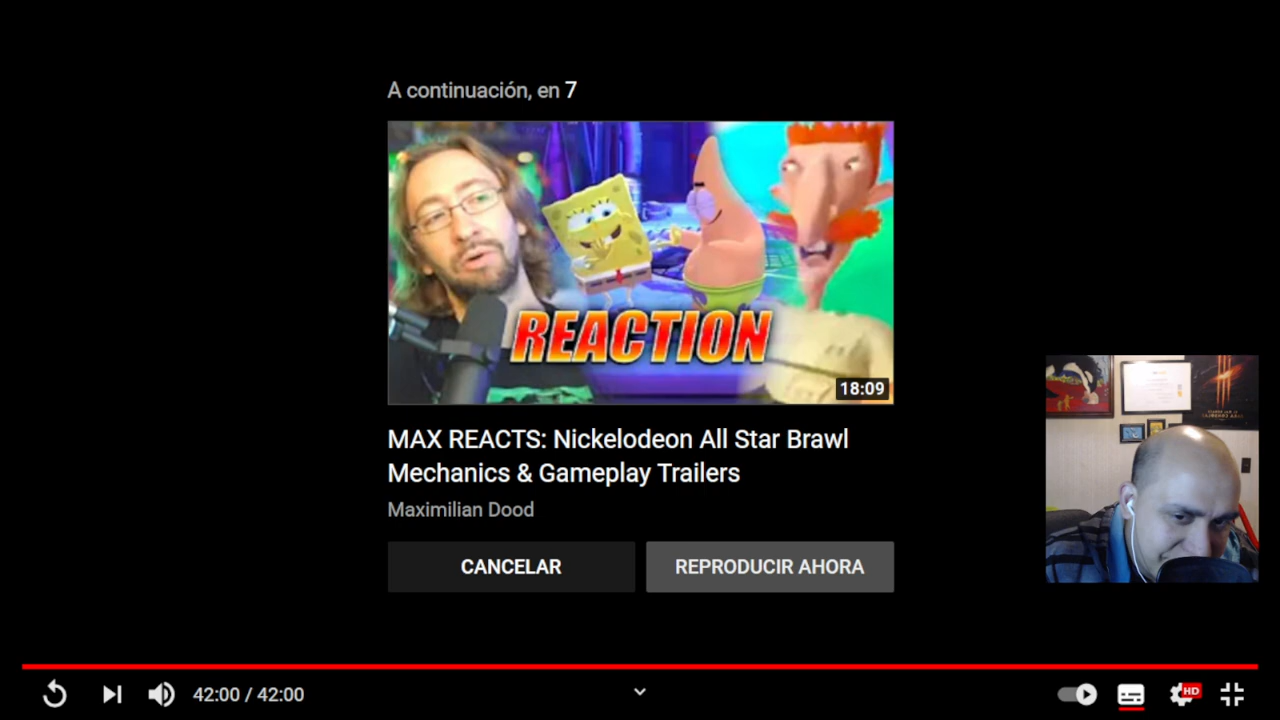 A continuación, en 7
REACTION
18:09
MAX REACTS: Nickelodeon All Star Brawl
Mechanics & Gameplay Trailers
Maximilian Dood
CANCELAR
REPRODUCIR AHORA
42:00 / 42:00
HD